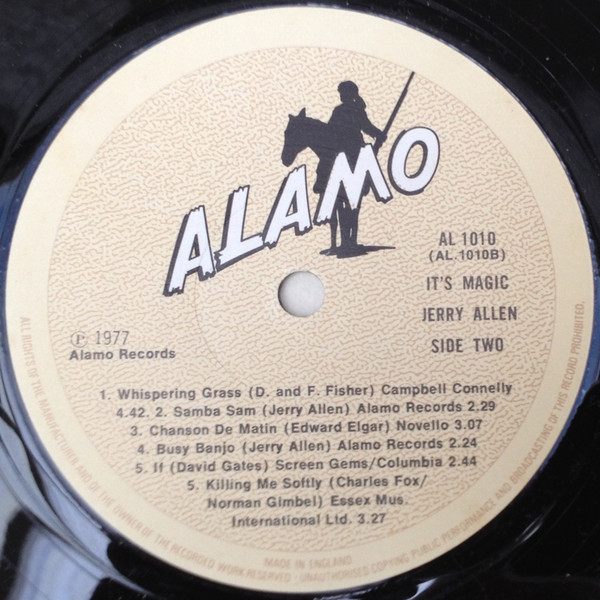 ALAMO
AL 1010
(AL.1010B)
IT'S MAGIC
JERRY ALLEN
SIDE TWO
Ⓟ 1977
Alamo Records
1. Whispering Grass (D. and F. Fisher) Campbell Connelly
4.42. 2. Samba Sam (Jerry Allen) Alamo Records 2.29
3. Chanson De Matin (Edward Elgar) Novello 3.07
4. Busy Banjo (Jerry Allen) Alamo Records 2.24
5. If (David Gates) Screen Gems/Columbia 2.44
5. Killing Me Softly (Charles Fox/
Norman Gimbel) Essex Mus.
International Ltd. 3.27
MADE IN ENGLAND
ALL RIGHTS OF THE MANUFACTURER AND OF THE OWNER OF THE RECORDED WORK RESERVED · UNAUTHORISED COPYING PUBLIC PERFORMANCE AND BROADCASTING OF THIS RECORD PROHIBITED.